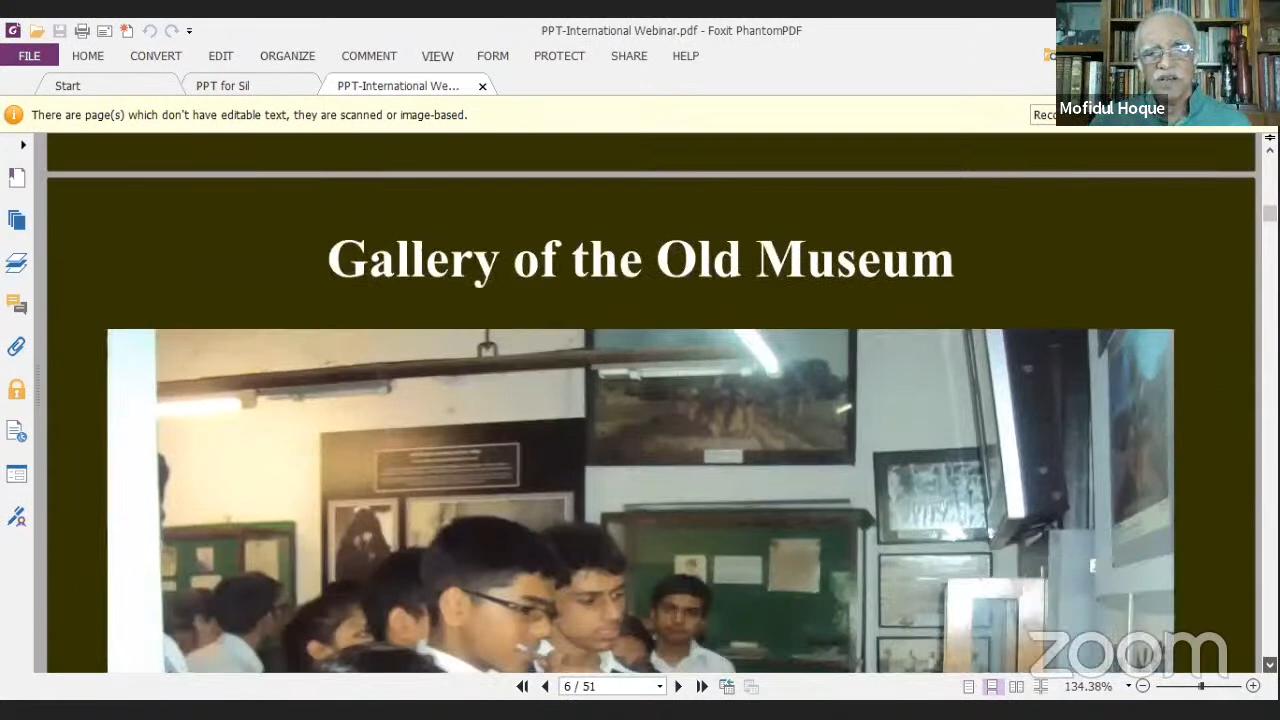 PPT-International Webinar.pdf - Foxit PhantomPDF
FILE HOME CONVERT EDIT ORGANIZE COMMENT VIEW FORM PROTECT SHARE HELP
Start PPT for Sil PPT-International We...
There are page(s) which don't have editable text, they are scanned or image-based.
Mofidul Hoque
Gallery of the Old Museum
zoom
6 / 51 134.38%